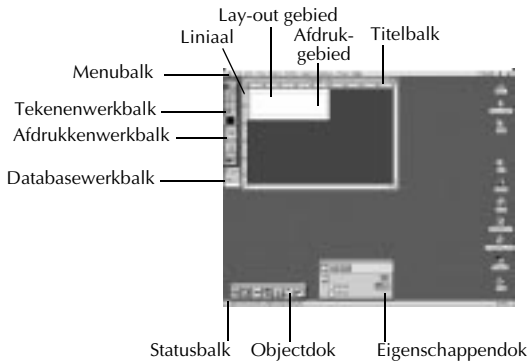 Lay-out gebied
Liniaal
Afdruk-
gebied
Titelbalk
Menubalk
Tekenenwerkbalk
Afdrukkenwerkbalk
Databasewerkbalk
Statusbalk
Objectdok
Eigenschappendok